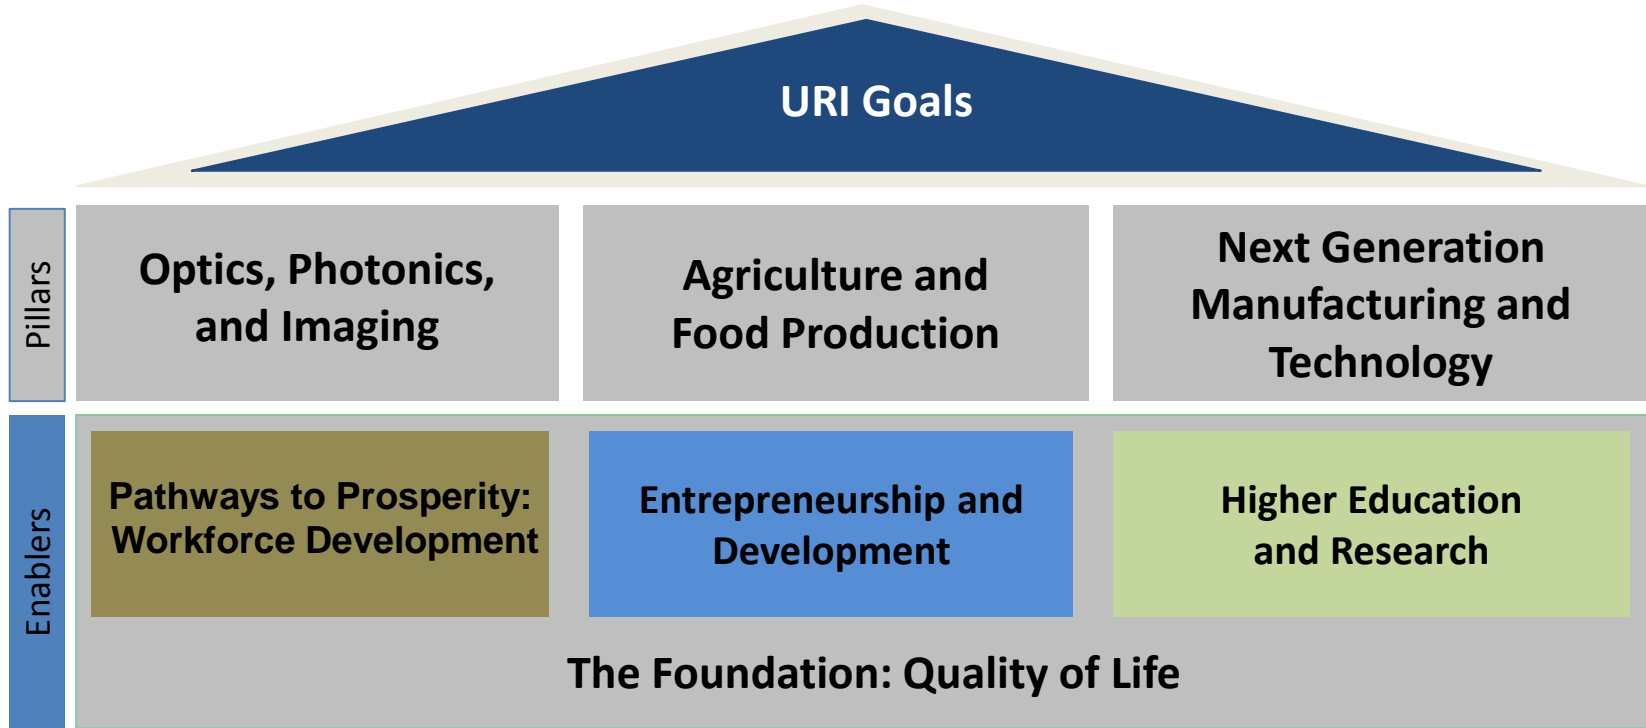 URI Goals
Pillars
Optics, Photonics,
and Imaging
Agriculture and
Food Production
Next Generation
Manufacturing and
Technology
Enablers
Pathways to Prosperity:
Workforce Development
Entrepreneurship and
Development
Higher Education
and Research
The Foundation: Quality of Life